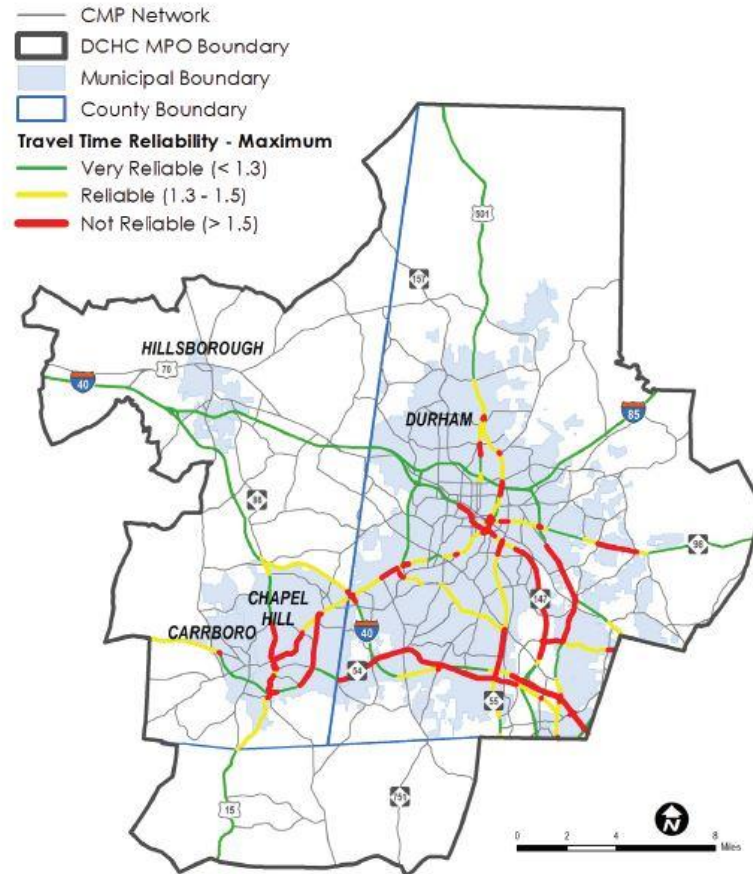 CMP Network
DCHC MPO Boundary
Municipal Boundary
County Boundary
Travel Time Reliability - Maximum
Very Reliable (< 1.3)
Reliable (1.3 - 1.5)
Not Reliable (> 1.5)
501
157
HILLSBOROUGH
70
40
DURHAM
85
86
98
CHAPEL
HILL
147
CARRBORO
40
54
55
15
751
N
0 2 4 8
Miles